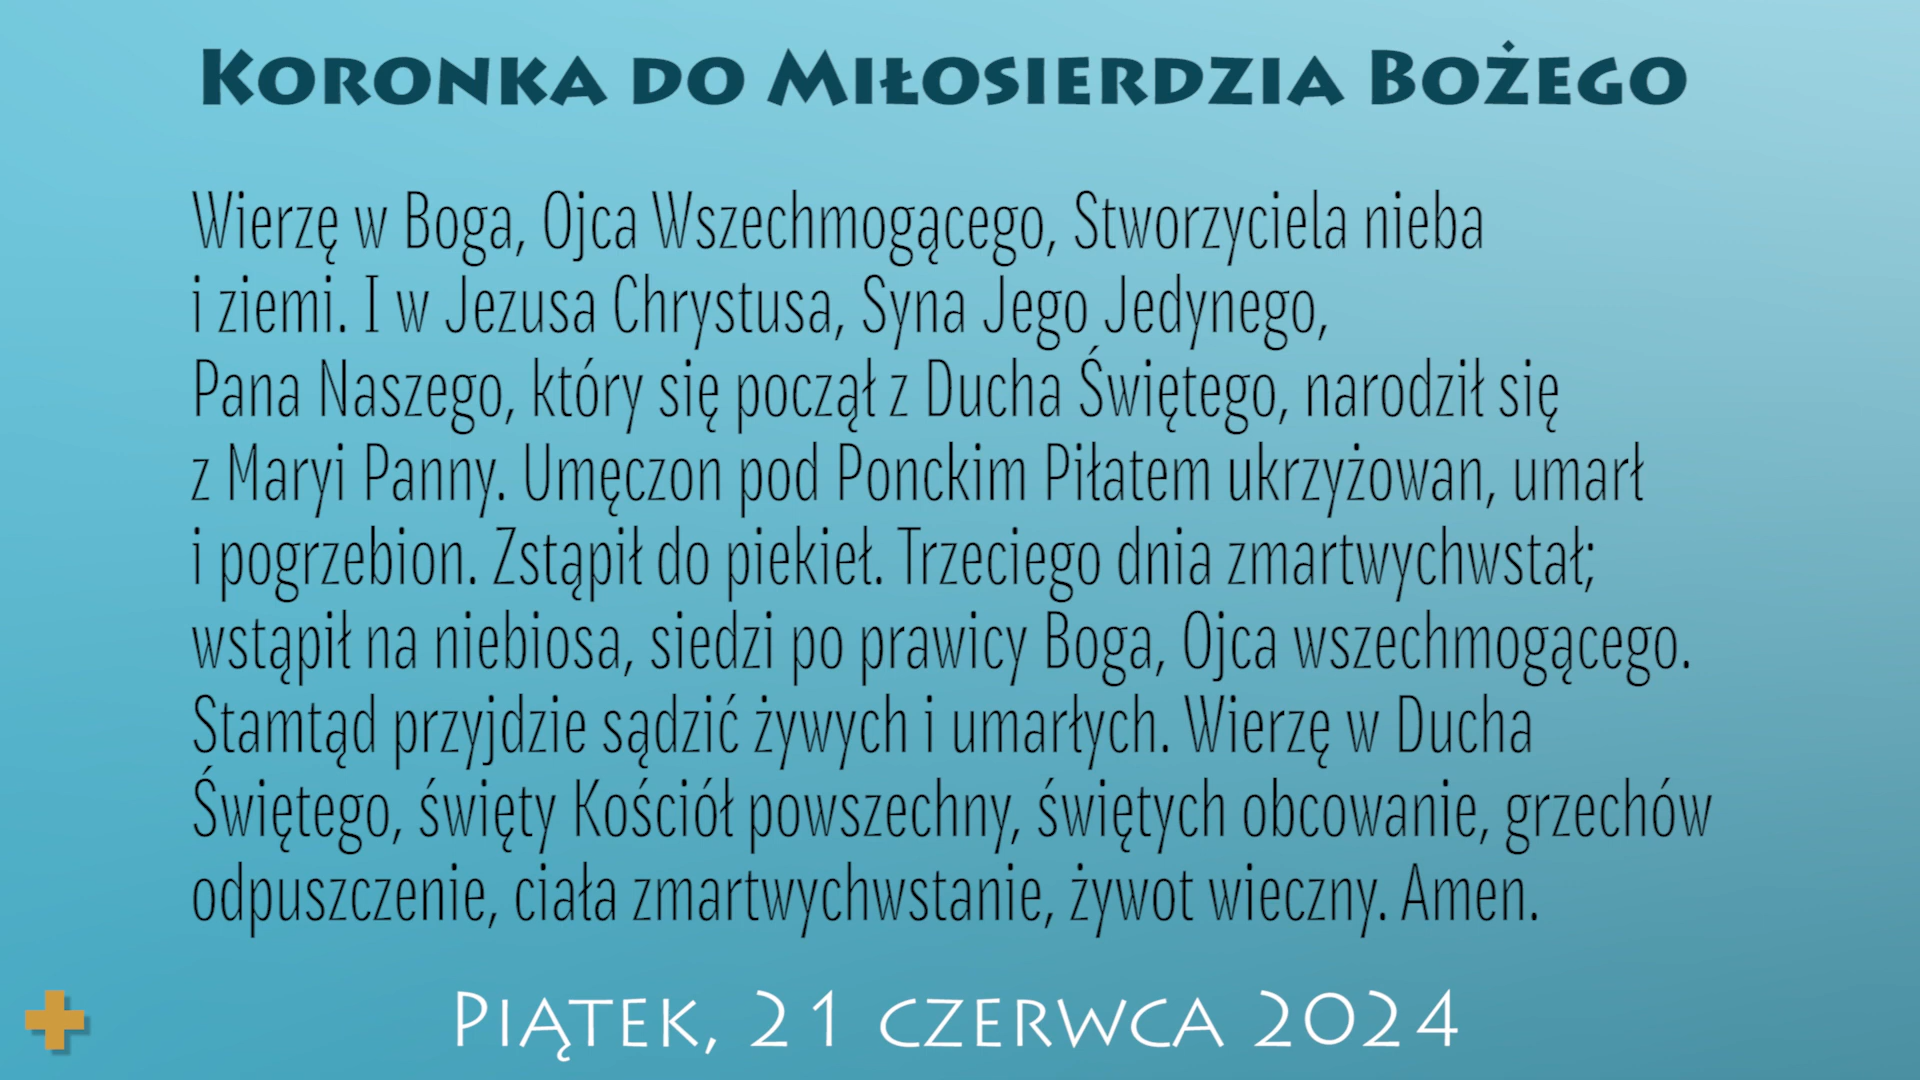 Koronka do Miłosierdzia Bożego
Wierzę w Boga, Ojca Wszechmogącego, Stworzyciela nieba
i ziemi. I w Jezusa Chrystusa, Syna Jego Jedynego,
Pana Naszego, który się począł z Ducha Świętego, narodził się
z Maryi Panny. Umęczon pod Ponckim Piłatem ukrzyżowan, umarł
i pogrzebion. Zstąpił do piekieł. Trzeciego dnia zmartwychwstał;
wstąpił na niebiosa, siedzi po prawicy Boga, Ojca wszechmogącego.
Stamtąd przyjdzie sądzić żywych i umarłych. Wierzę w Ducha
Świętego, święty Kościół powszechny, świętych obcowanie, grzechów
odpuszczenie, ciała zmartwychwstanie, żywot wieczny. Amen.
Piątek, 21 czerwca 2024